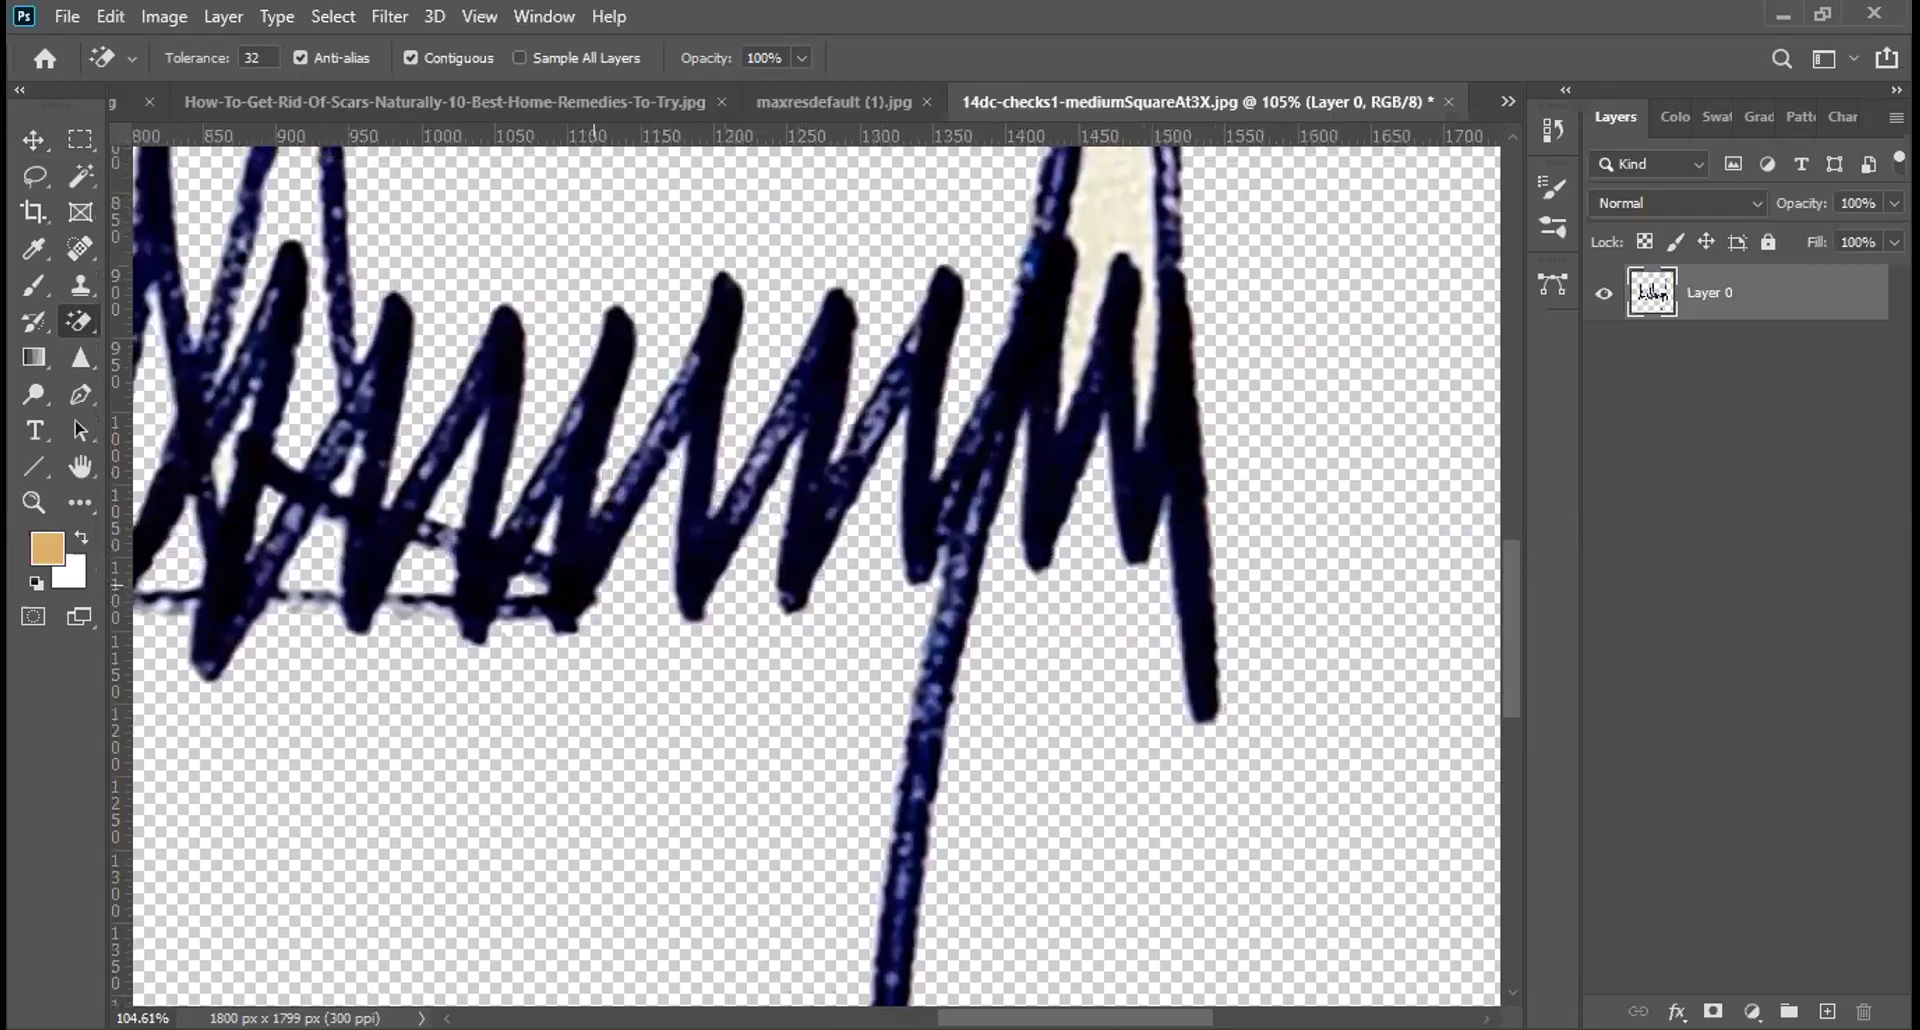 Ps File Edit Image Layer Type Select Filter 3D View Window Help
Tolerance: 32 Anti-alias Contiguous Sample All Layers Opacity: 100%
g How-To-Get-Rid-Of-Scars-Naturally-10-Best-Home-Remedies-To-Try.jpg maxresdefault (1).jpg 14dc-checks1-mediumSquareAt3X.jpg @ 105% (Layer 0, RGB/8) *
800 850 900 950 1000 1050 1100 1150 1200 1250 1300 1350 1400 1450 1500 1550 1600 1650 1700
Layers Colo Swat Grad Patt Char
Kind
Normal Opacity: 100%
Lock: Fill: 100%
Layer 0
104.61% 1800 px x 1799 px (300 ppi)